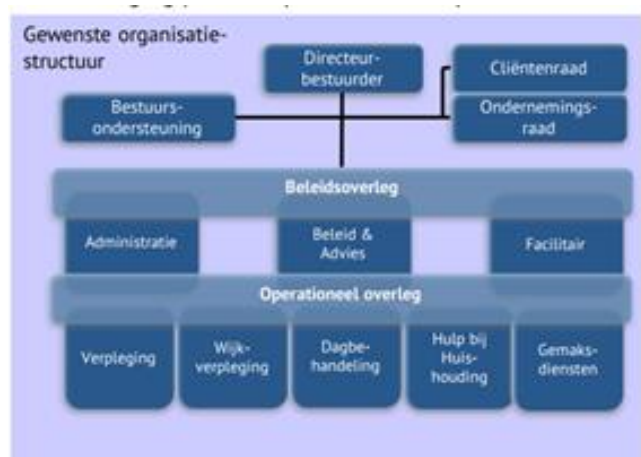 Gewenste organisatie-
structuur
Directeur-
bestuurder
Cliëntenraad
Bestuurs-
ondersteuning
Ondernemings-
raad
Beleidsoverleg
Administratie
Beleid &
Advies
Facilitair
Operationeel overleg
Verpleging
Wijk-
verpleging
Dagbe-
handeling
Hulp bij
Huis-
houding
Gemaks-
diensten